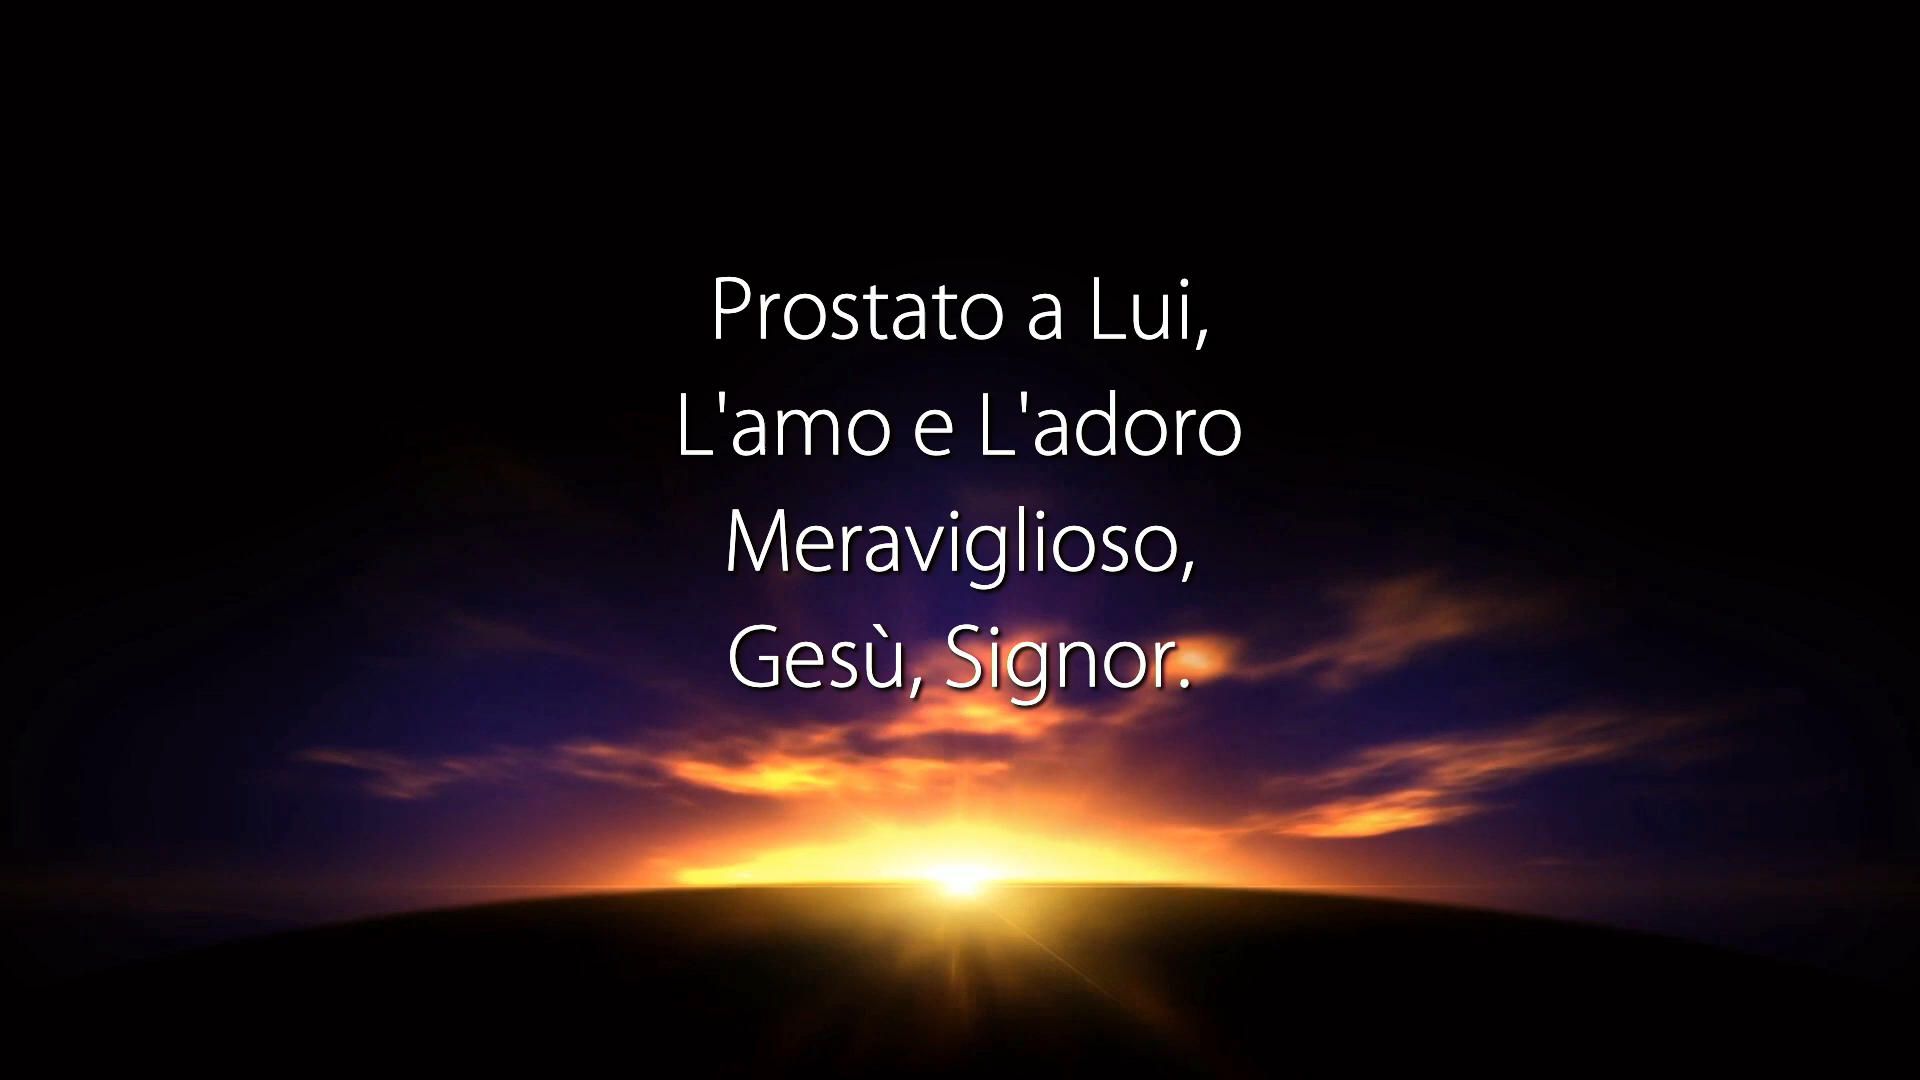 Prostato a Lui,
L'amo e L'adoro
Meraviglioso,
Gesù, Signor.